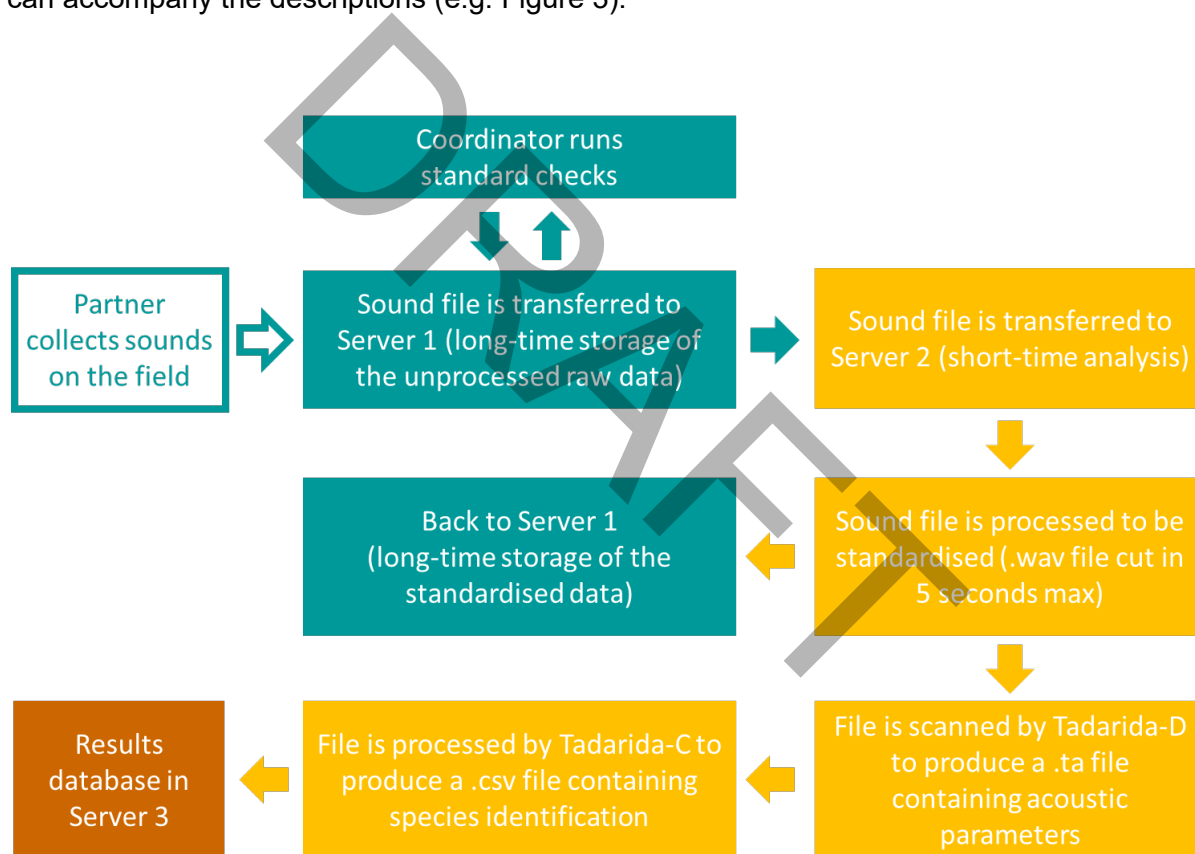 can accompany the descriptions (e.g. Figure 3).
Coordinator runs
standard checks
Partner
collects sounds
on the field
Sound file is transferred to
Server 1 (long-time storage of
the unprocessed raw data)
Sound file is transferred to
Server 2 (short-time analysis)
Back to Server 1
(long-time storage of the
standardised data)
Sound file is processed to be
standardised (.wav file cut in
5 seconds max)
Results
database in
Server 3
File is processed by Tadarida-C to
produce a .csv file containing
species identification
File is scanned by Tadarida-D
to produce a .ta file
containing acoustic
parameters
DRAFT